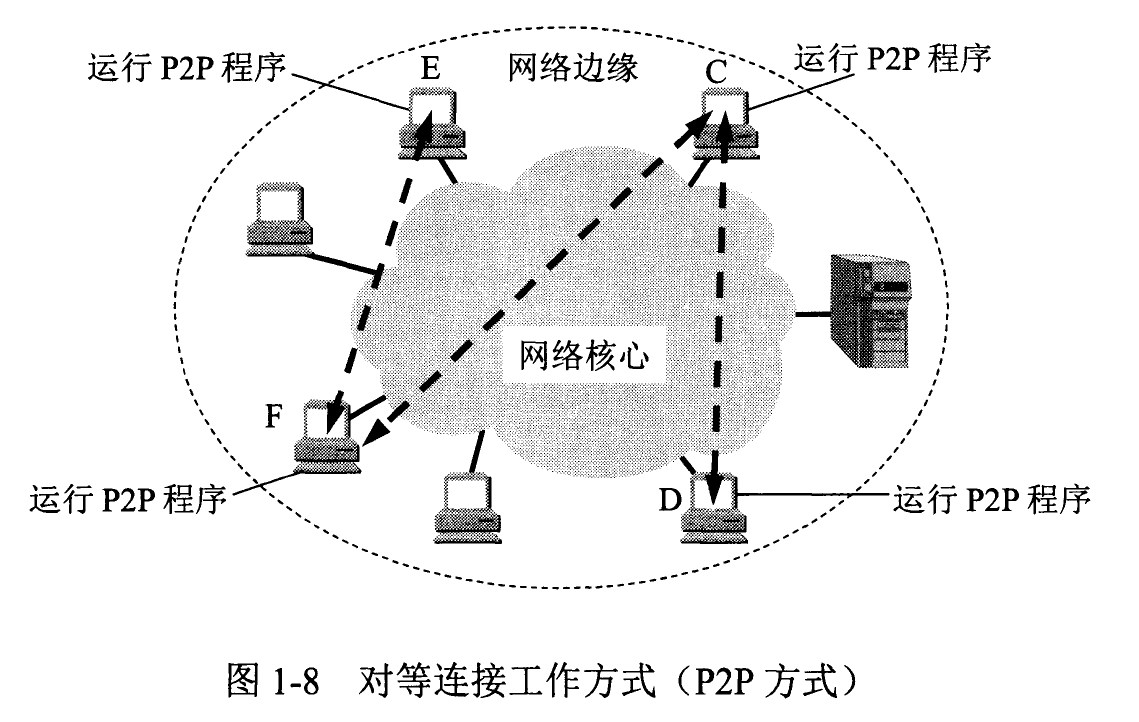 运行 P2P 程序
E
网络边缘
C
运行 P2P 程序
网络核心
F
运行 P2P 程序
D
运行 P2P 程序
图 1-8 对等连接工作方式（P2P 方式）